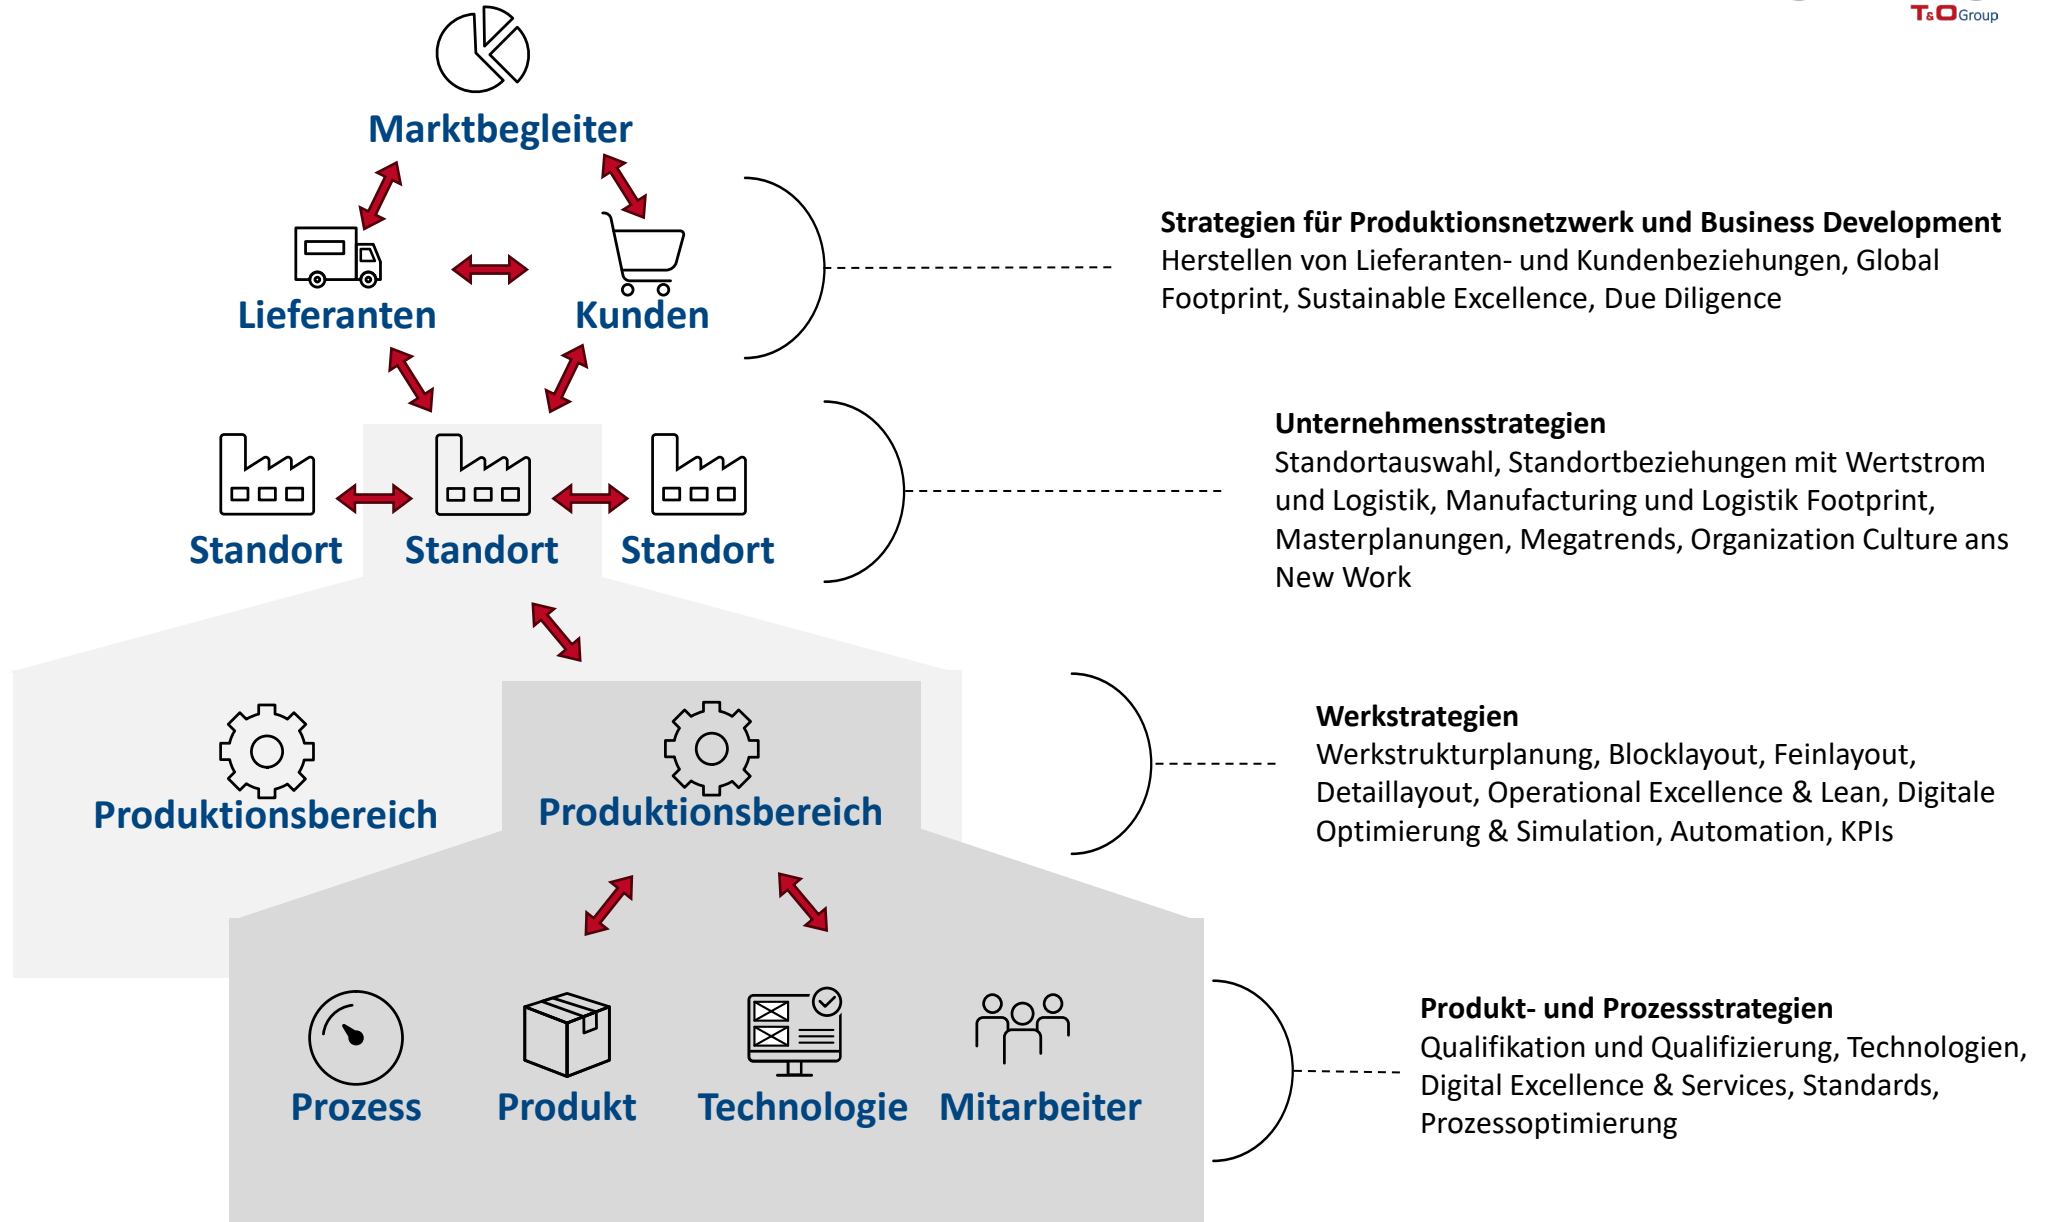 T&O Group
Marktbegleiter
Lieferanten
Kunden
Strategien für Produktionsnetzwerk und Business Development
Herstellen von Lieferanten- und Kundenbeziehungen, Global
Footprint, Sustainable Excellence, Due Diligence
Standort
Standort
Standort
Unternehmensstrategien
Standortauswahl, Standortbeziehungen mit Wertstrom
und Logistik, Manufacturing und Logistik Footprint,
Masterplanungen, Megatrends, Organization Culture ans
New Work
Produktionsbereich
Produktionsbereich
Werkstrategien
Werkstrukturplanung, Blocklayout, Feinlayout,
Detaillayout, Operational Excellence & Lean, Digitale
Optimierung & Simulation, Automation, KPIs
Prozess
Produkt
Technologie
Mitarbeiter
Produkt- und Prozessstrategien
Qualifikation und Qualifizierung, Technologien,
Digital Excellence & Services, Standards,
Prozessoptimierung